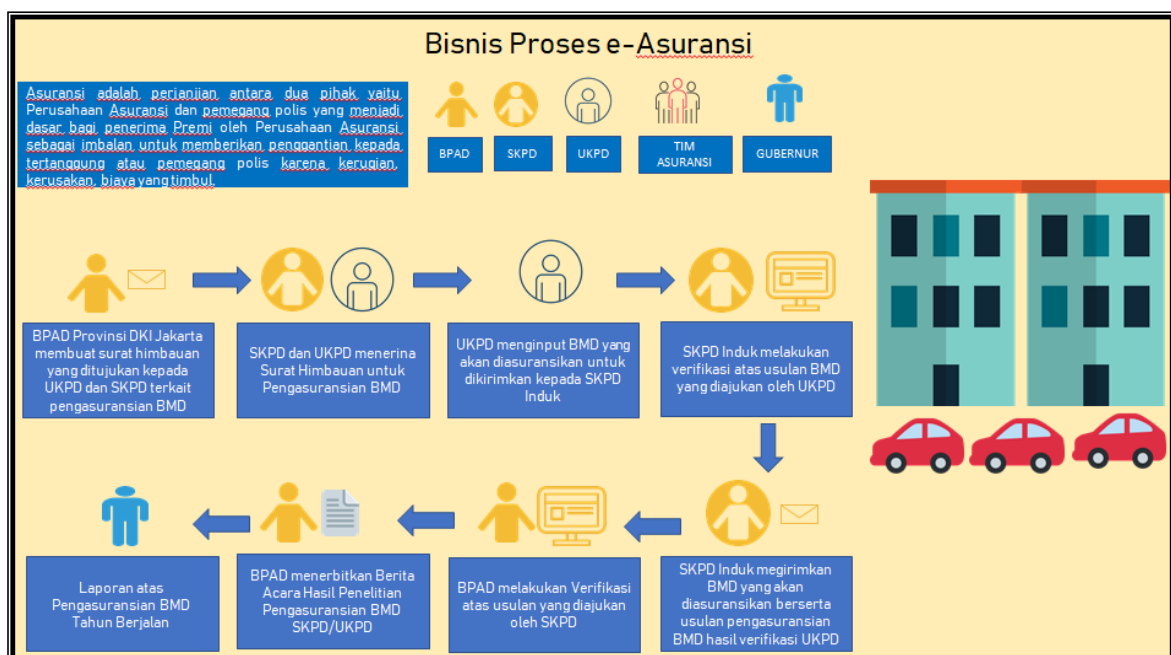 Bisnis Proses e-Asuransi
Asuransi adalah perjanjian antara dua pihak yaitu
Perusahaan Asuransi dan pemegang polis yang menjadi
dasar bagi penerima Premi oleh Perusahaan Asuransi
sebagai imbalan untuk memberikan penggantian kepada
tertanggung atau pemegang polis karena kerugian,
kerusakan, biaya yang timbul.
BPAD
SKPD
UKPD
TIM
ASURANSI
GUBERNUR
BPAD Provinsi DKI Jakarta
membuat surat himbauan
yang ditujukan kepada
UKPD dan SKPD terkait
pengasuransian BMD
SKPD dan UKPD menerina
Surat Himbauan untuk
Pengasuransian BMD
UKPD menginput BMD yang
akan diasuransikan untuk
dikirimkan kepada SKPD
Induk
SKPD Induk melakukan
verifikasi atas usulan BMD
yang diajukan oleh UKPD
Laporan atas
Pengasuransian BMD
Tahun Berjalan
BPAD menerbitkan Berita
Acara Hasil Penelitian
Pengasuransian BMD
SKPD/UKPD
BPAD melakukan Verifikasi
atas usulan yang diajukan
oleh SKPD
SKPD Induk megirimkan
BMD yang akan
diasuransikan berserta
usulan pengasuransian
BMD hasil verifikasi UKPD